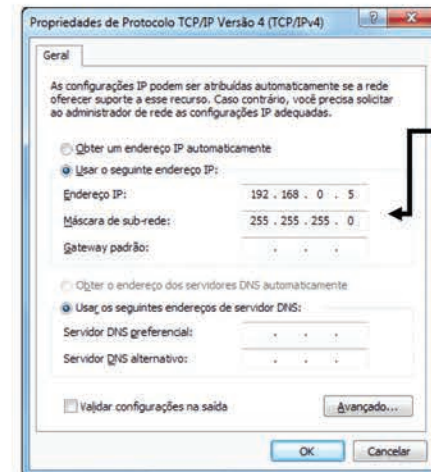 Propriedades de Protocolo TCP/IP Versão 4 (TCP/IPv4)
Geral
As configurações IP podem ser atribuídas automaticamente se a rede
oferecer suporte a esse recurso. Caso contrário, você precisa solicitar
ao administrador de rede as configurações IP adequadas.
Obter um endereço IP automaticamente
Usar o seguinte endereço IP:
Endereço IP: 192 . 168 . 0 . 5
Máscara de sub-rede: 255 . 255 . 255 . 0
Gateway padrão: . . .
Obter o endereço dos servidores DNS automaticamente
Usar os seguintes endereços de servidor DNS:
Servidor DNS preferencial: . . .
Servidor DNS alternativo: . . .
Validar configurações na saída
Avançado...
OK Cancelar